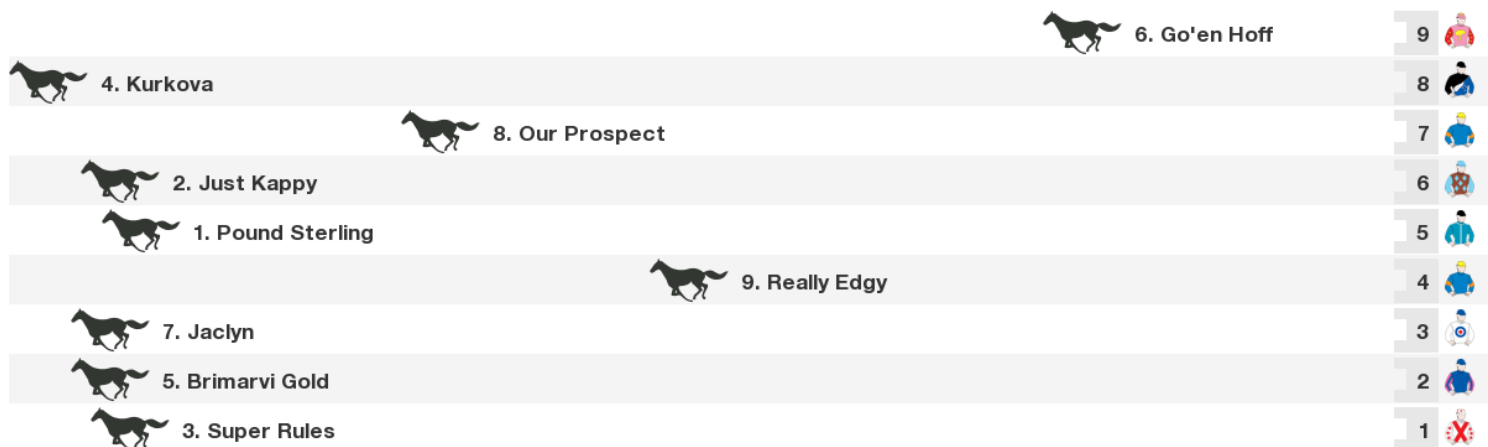 6. Go'en Hoff 9
4. Kurkova 8
8. Our Prospect 7
2. Just Kappy 6
1. Pound Sterling 5
9. Really Edgy 4
7. Jaclyn 3
5. Brimarvi Gold 2
3. Super Rules 1